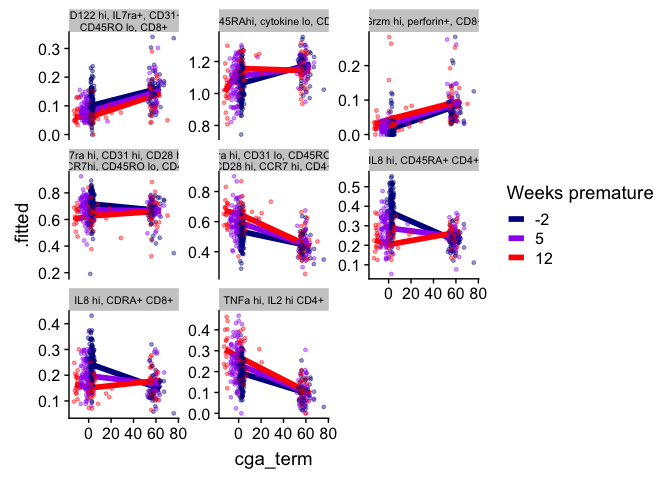 D122 hi, IL7ra+, CD31+
CD45RO lo, CD8+
45RAhi, cytokine lo, CD
Grzm hi, perforin+, CD8+
0.3
0.2
0.1
0.0
1.2
1.0
0.8
0.2
0.1
0.0
7ra hi, CD31 hi, CD28 h
CR7hi, CD45RO lo, CD4
ra hi, CD31 lo, CD45RO
CD28 hi, CCR7 hi, CD4+
IL8 hi, CD45RA+ CD4+
0.8
0.6
0.4
0.2
0.8
0.6
0.4
0.5
0.4
0.3
0.2
0.1
0 20 40 60 80
IL8 hi, CDRA+ CD8+
TNFa hi, IL2 hi CD4+
0.4
0.3
0.2
0.1
0.4
0.3
0.2
0.1
0.0
0 20 40 60 80
0 20 40 60 80
fitted
cga_term
Weeks premature
-2
5
12